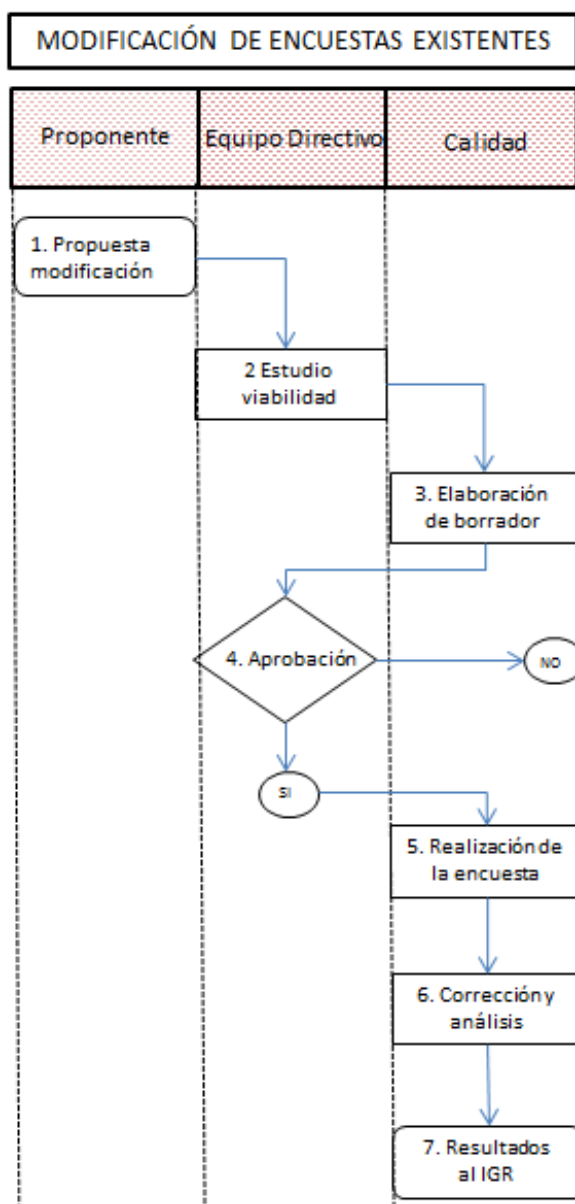 MODIFICACIÓN DE ENCUESTAS EXISTENTES
Proponente
Equipo Directivo
Calidad
1. Propuesta
modificación
2 Estudio
viabilidad
3. Elaboración
de borrador
4. Aprobación
NO
SI
5. Realización de
la encuesta
6. Corrección y
análisis
7. Resultados
al IGR